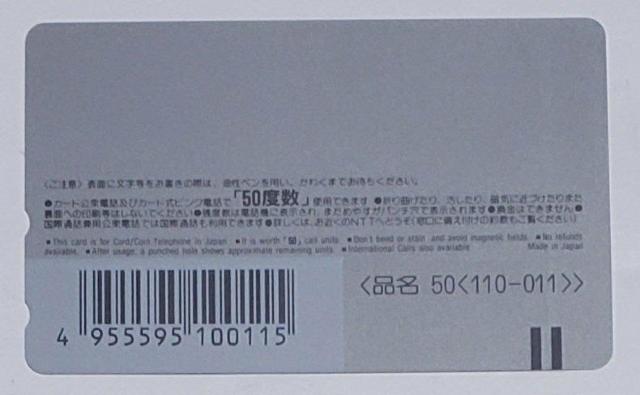 〈ご注意〉表面に文字等をお書きの際は、油性ペンを用い、かわくまでお待ちください。
●カード公衆電話及びカード式ピンク電話で「50度数」使用できます ●折り曲げたり、汚したり、磁気に近づけたりまた
裏面への印刷等はしないでください ●残度数は電話機に表示され、まためやすがパンチ穴で表示されます ●換金はできません ●
国際通話兼用公衆電話では国際通話も利用できます ●詳しくは、お近くのNTTへどうぞ(窓口に備え付けの約款もご覧ください)
■ This card is for Cord/Coin Telephone in Japan ■ It is worth「50」call units ■ Don't bend or stain and avoid magnetic fields. ■ No refunds
available. ■ After usage, a punched hole shows approximate remaining units. ■ International Calls also available Made in Japan
4 955595 100115
〈品名 50〈110-011〉〉